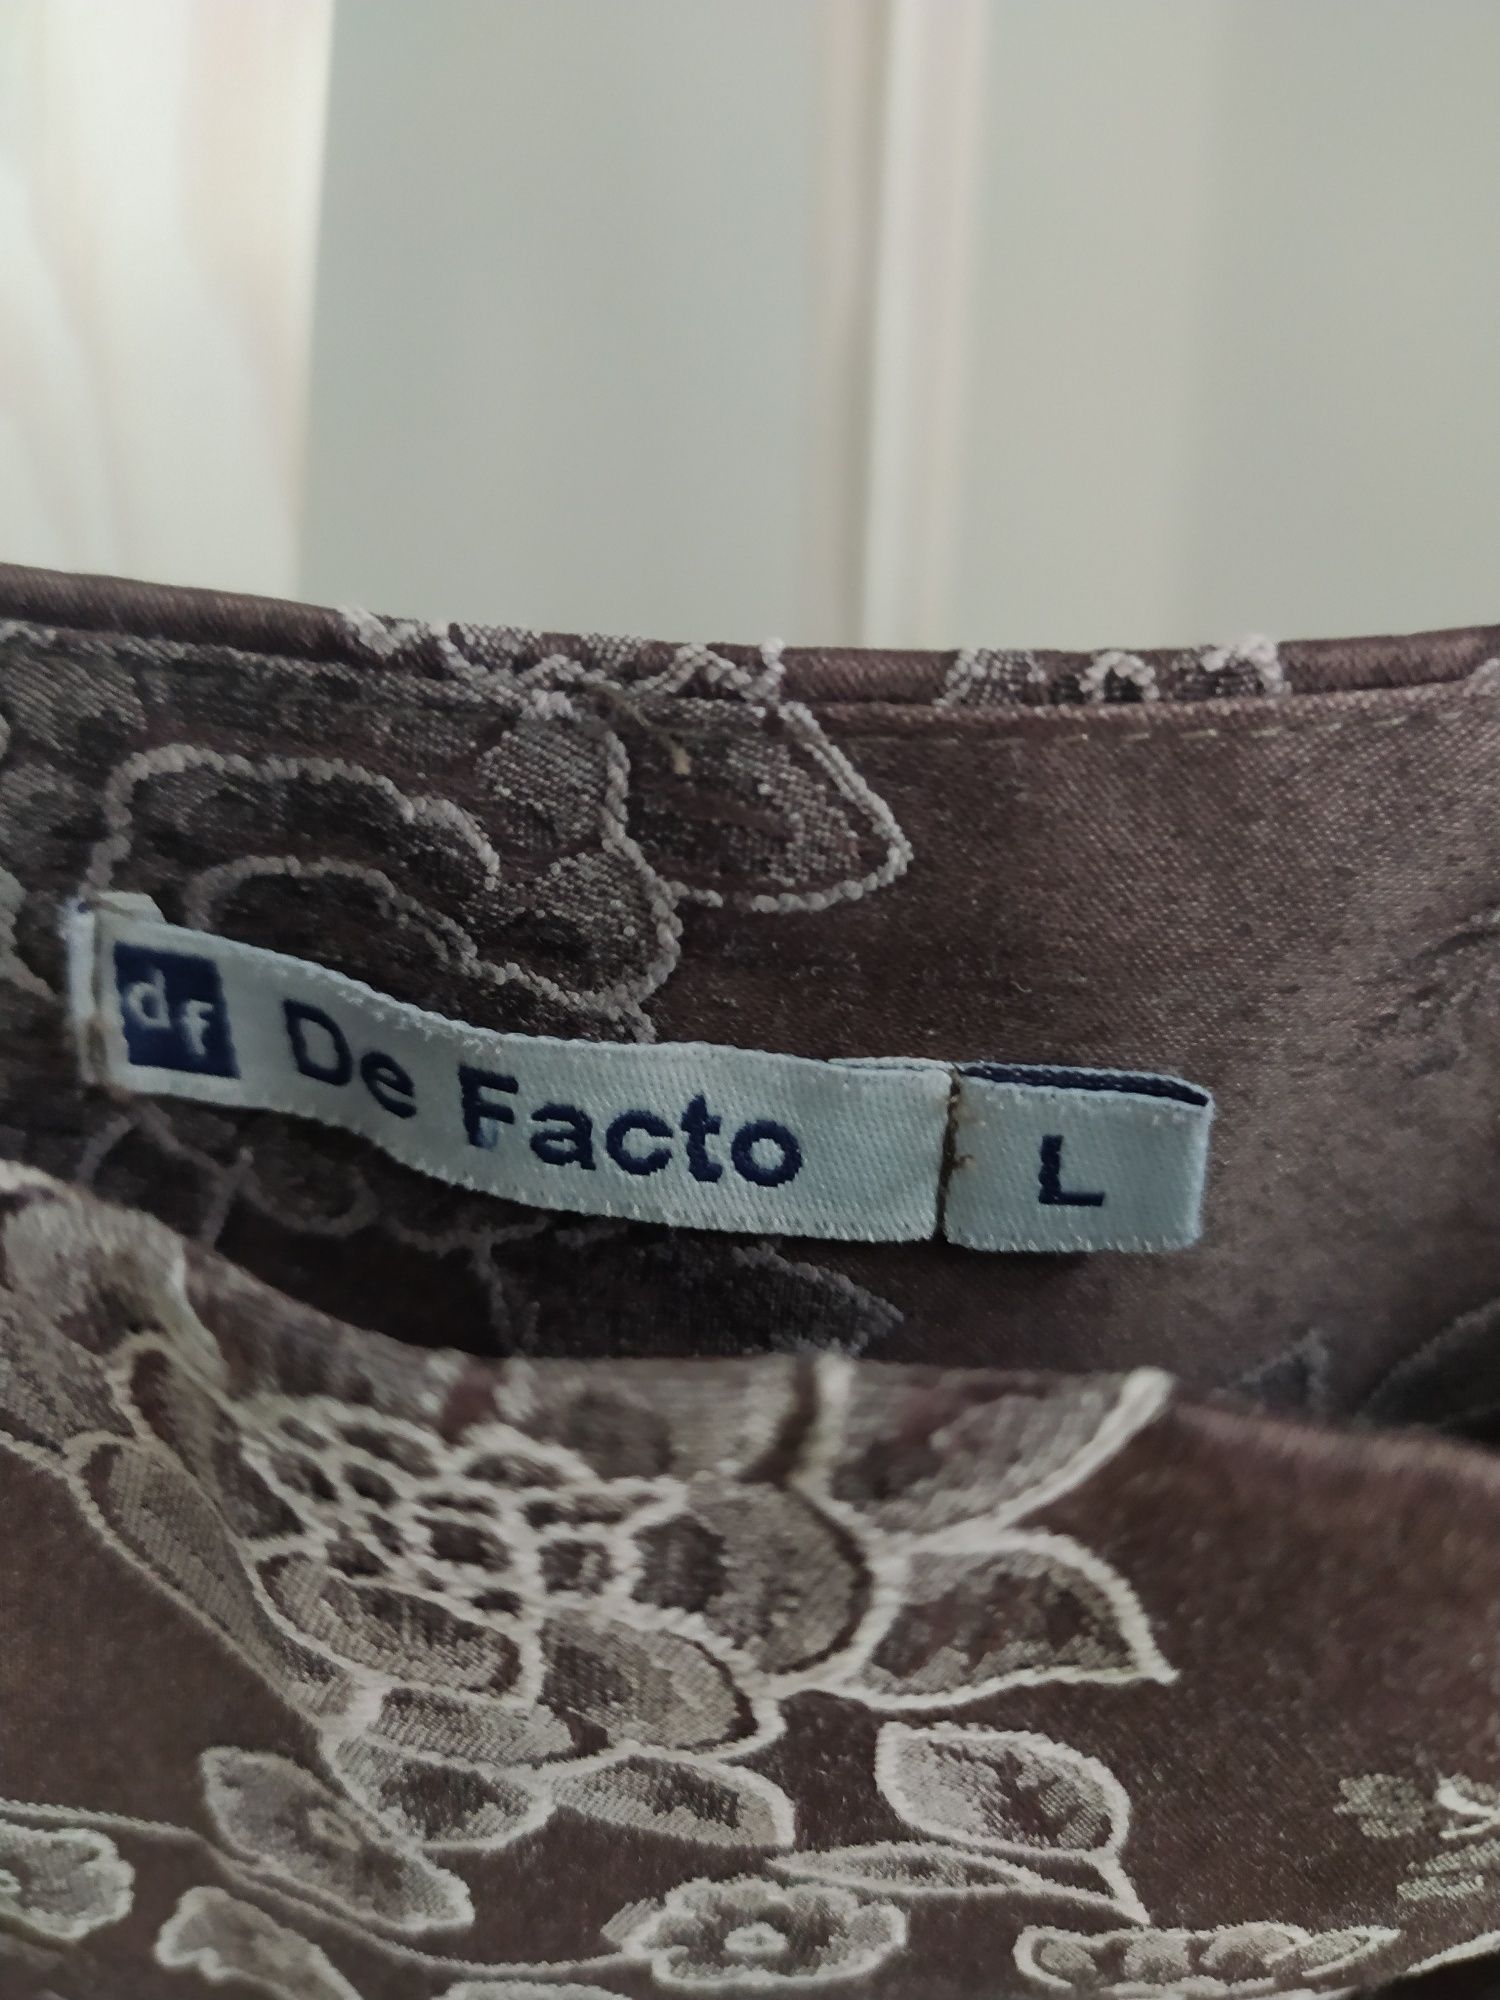 df De Facto L